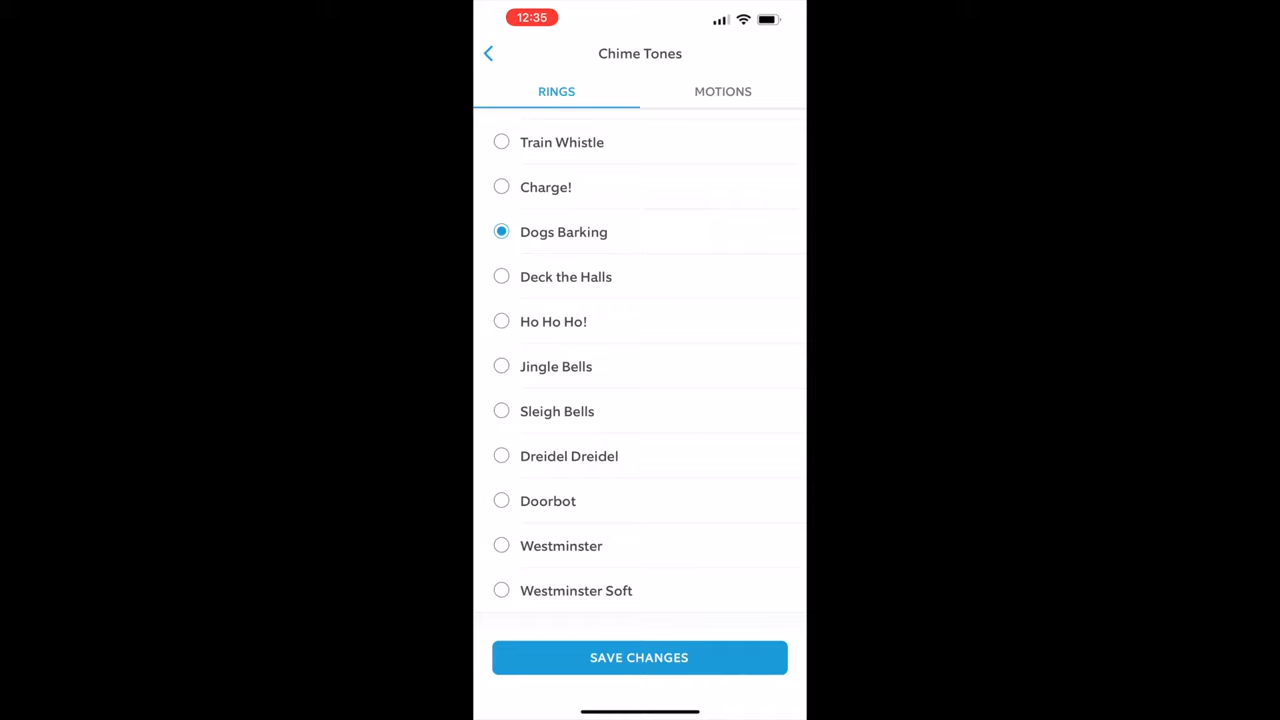 12:35
Chime Tones
RINGS
MOTIONS
Train Whistle
Charge!
Dogs Barking
Deck the Halls
Ho Ho Ho!
Jingle Bells
Sleigh Bells
Dreidel Dreidel
Doorbot
Westminster
Westminster Soft
SAVE CHANGES